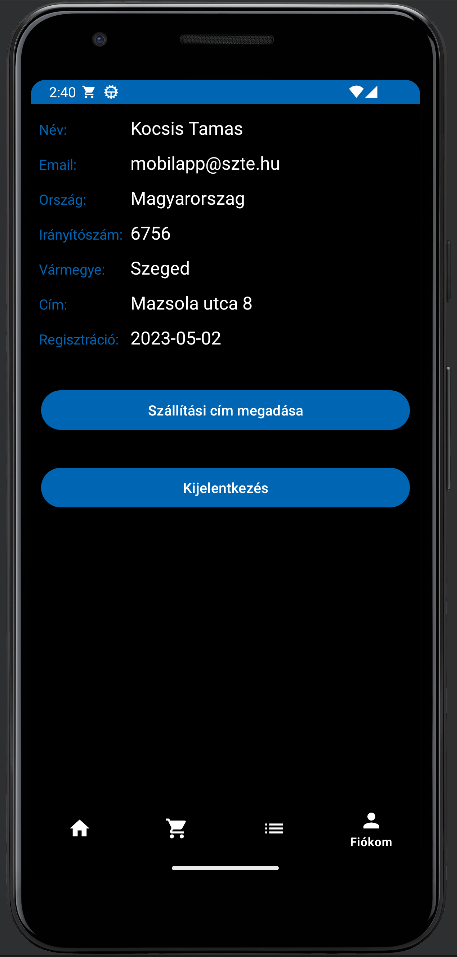 2:40
Név: Kocsis Tamas
Email: mobilapp@szte.hu
Ország: Magyarorszag
Irányítószám: 6756
Vármegye: Szeged
Cím: Mazsola utca 8
Regisztráció: 2023-05-02
Szállítási cím megadása
Kijelentkezés
Fiókom